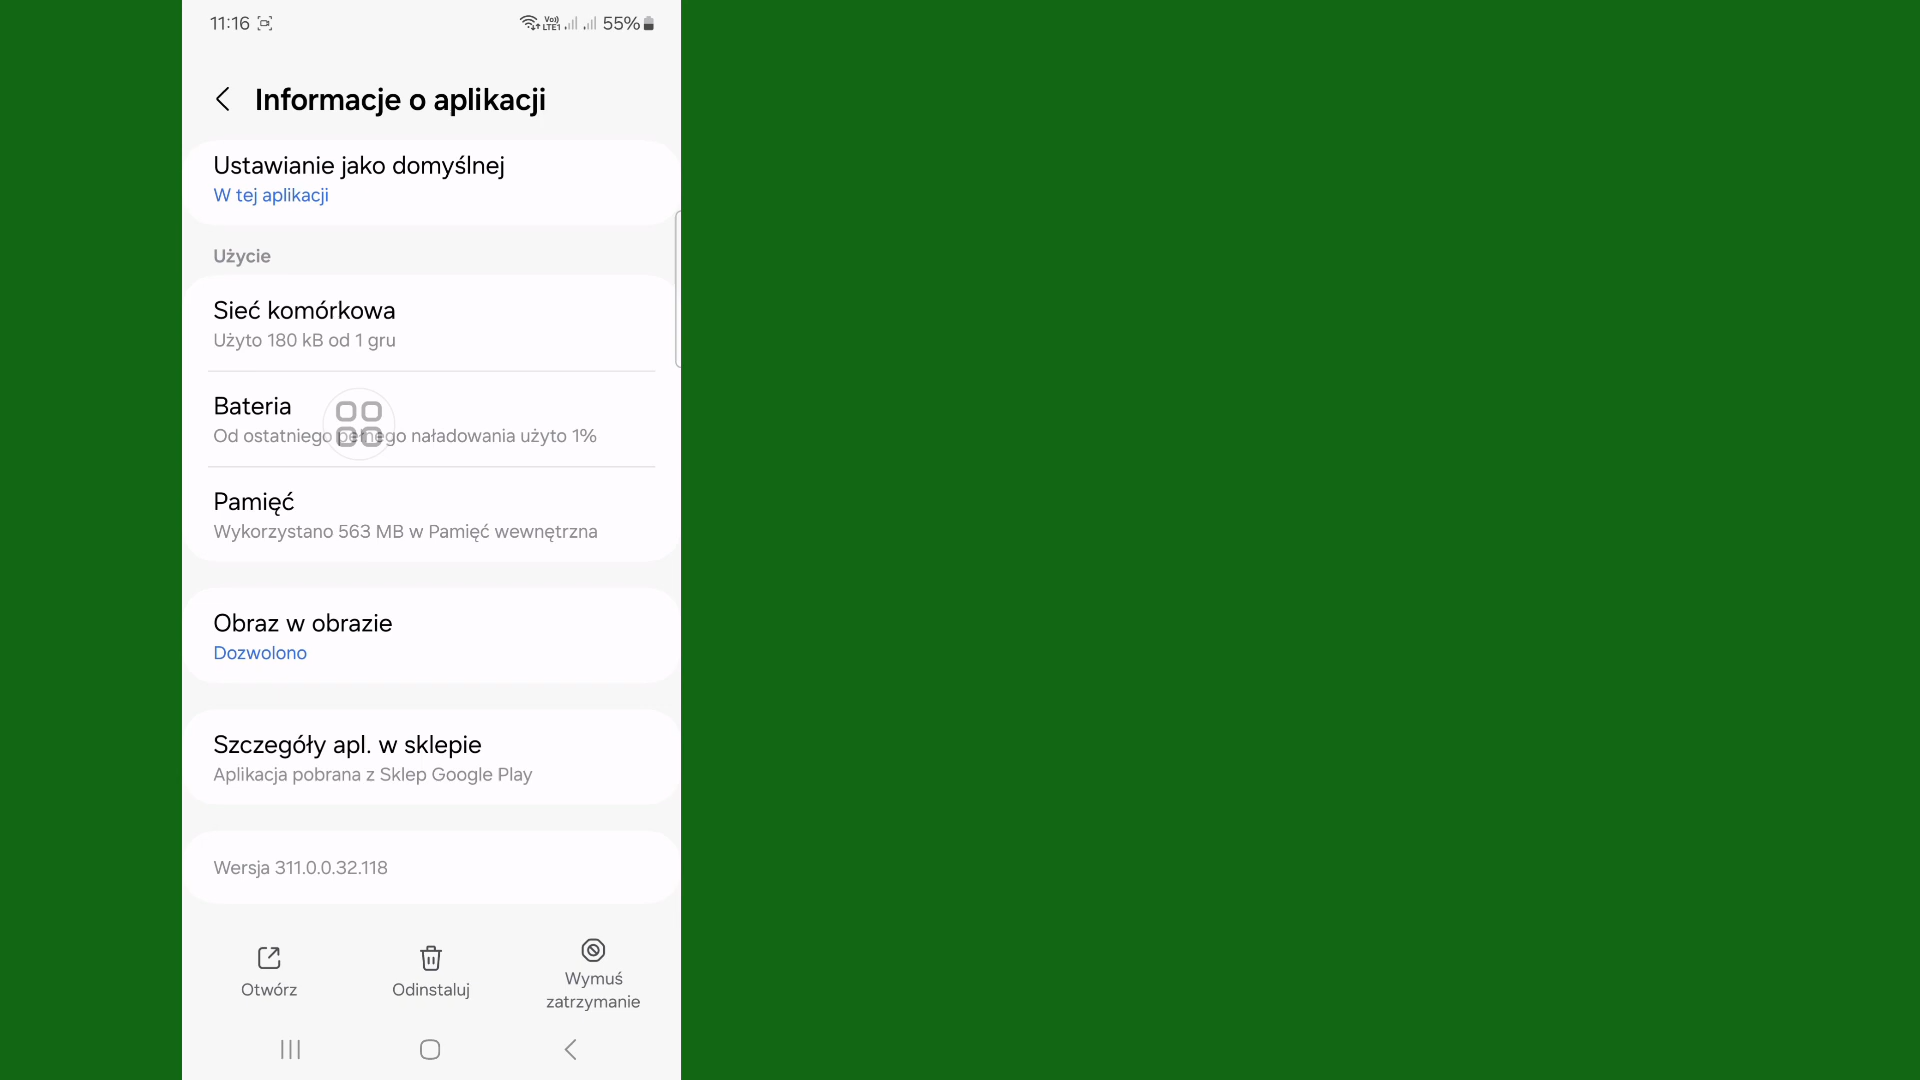 11:16
55%
Informacje o aplikacji
Ustawianie jako domyślnej
W tej aplikacji
Użycie
Sieć komórkowa
Użyto 180 kB od 1 gru
Bateria
Od ostatniego pełnego naładowania użyto 1%
Pamięć
Wykorzystano 563 MB w Pamięć wewnętrzna
Obraz w obrazie
Dozwolono
Szczegóły apl. w sklepie
Aplikacja pobrana z Sklep Google Play
Wersja 311.0.0.32.118
Otwórz
Odinstaluj
Wymuś
zatrzymanie